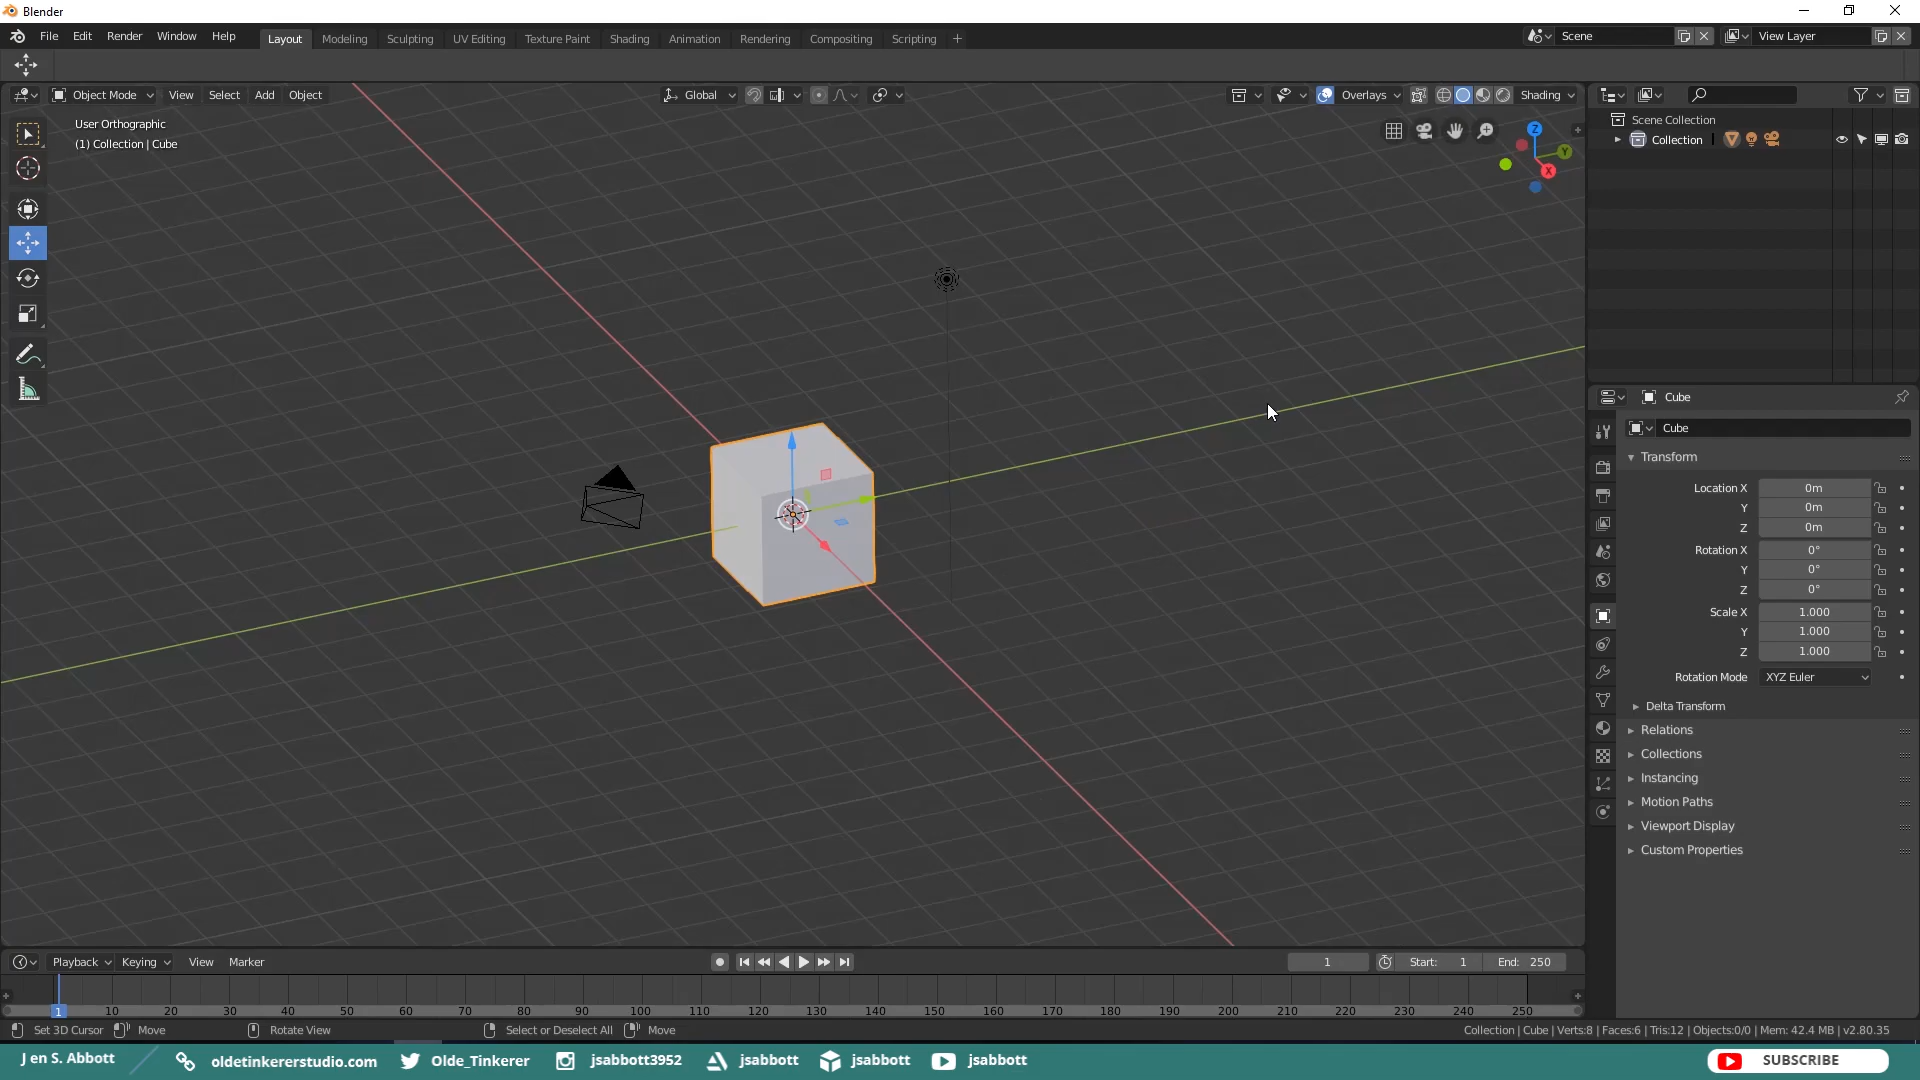 Blender
File Edit Render Window Help Layout Modeling Sculpting UV Editing Texture Paint Shading Animation Rendering Compositing Scripting + Scene View Layer
Object Mode View Select Add Object Global Overlays Shading
User Orthographic
(1) Collection | Cube
Z
Y
X
Scene Collection
Collection
Cube
Cube
Transform
Location X 0m
Y 0m
Z 0m
Rotation X 0°
Y 0°
Z 0°
Scale X 1.000
Y 1.000
Z 1.000
Rotation Mode XYZ Euler
Delta Transform
Relations
Collections
Instancing
Motion Paths
Viewport Display
Custom Properties
Playback Keying View Marker 1 Start: 1 End: 250
1 10 20 30 40 50 60 70 80 90 100 110 120 130 140 150 160 170 180 190 200 210 220 230 240 250
Set 3D Cursor Move Rotate View Select or Deselect All Move Collection | Cube | Verts:8 | Faces:6 | Tris:12 | Objects:0/0 | Mem: 42.4 MB | v2.80.35
J en S. Abbott oldetinkererstudio.com Olde_Tinkerer jsabbott3952 jsabbott jsabbott jsabbott SUBSCRIBE